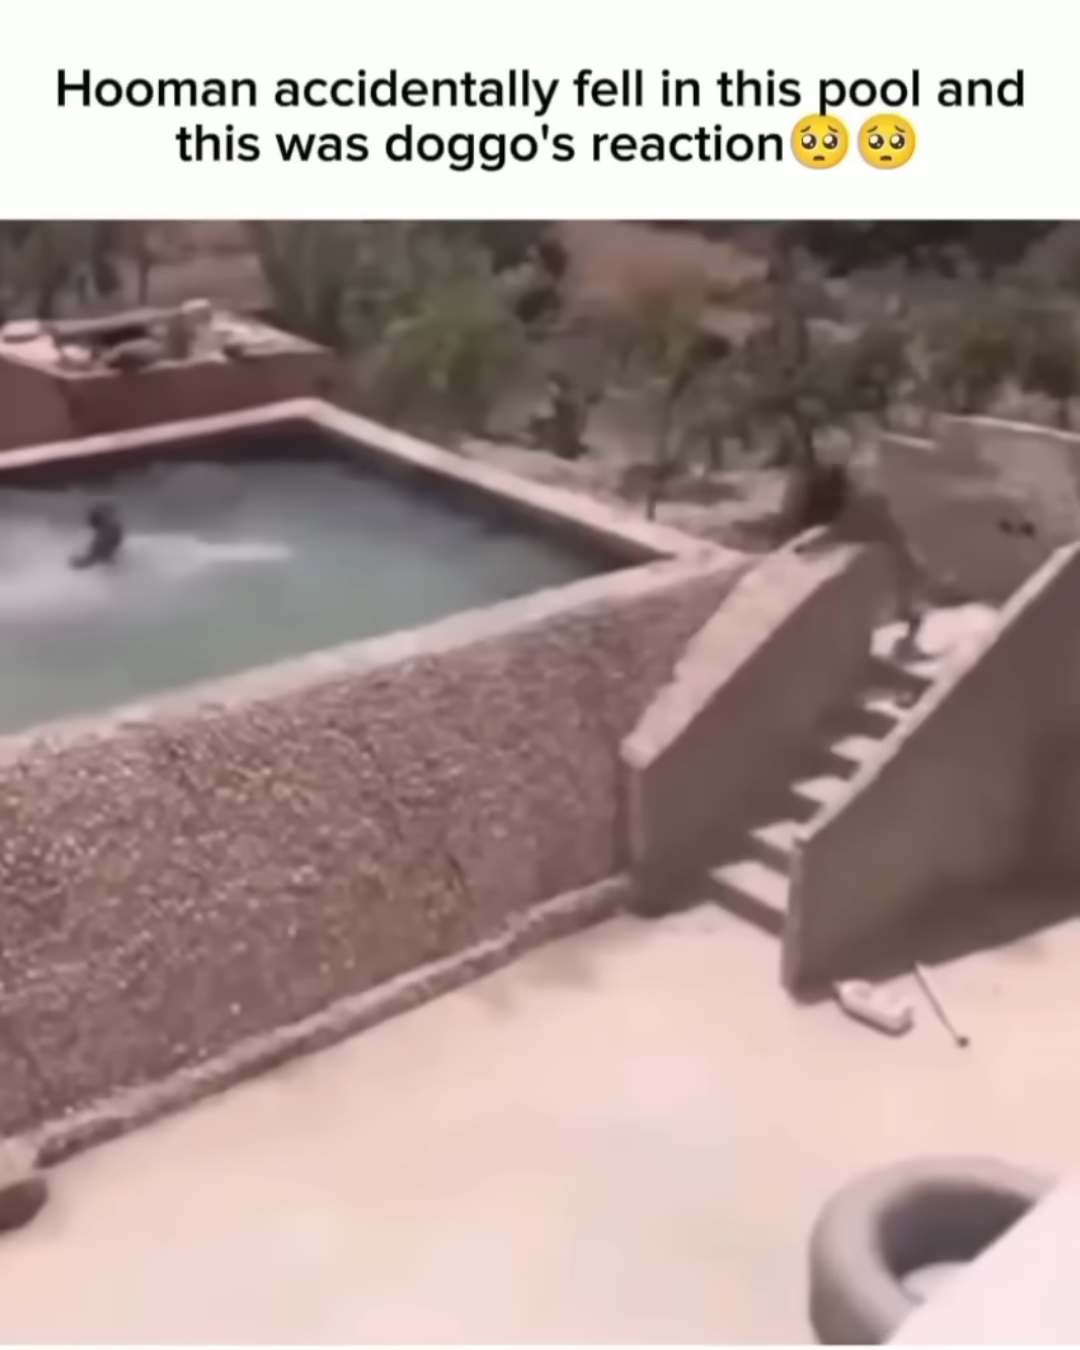 Hooman accidentally fell in this pool and
this was doggo's reaction🥺🥺